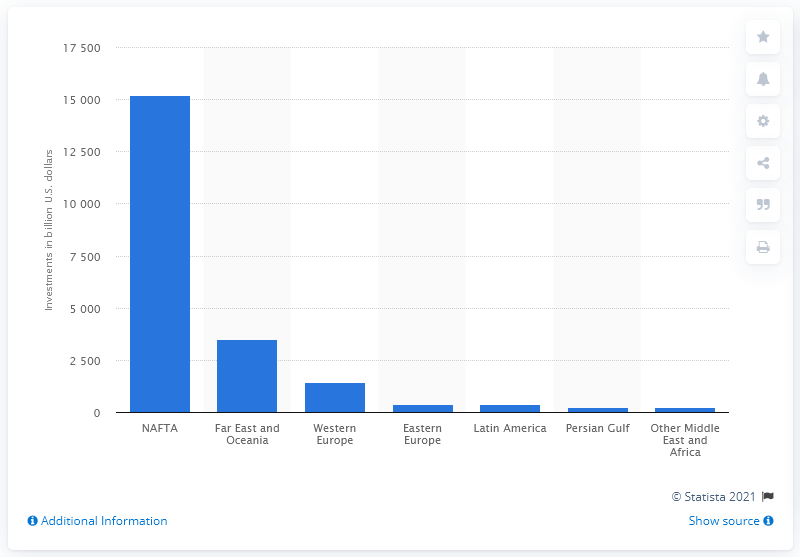 17 500
15 000
12 500
10 000
7 500
5 000
2 500
0
Investments in billion U.S. dollars
NAFTA
Far East and
Oceania
Western
Europe
Eastern
Europe
Latin America
Persian Gulf
Other Middle
East and
Africa
© Statista 2021
Additional Information
Show source